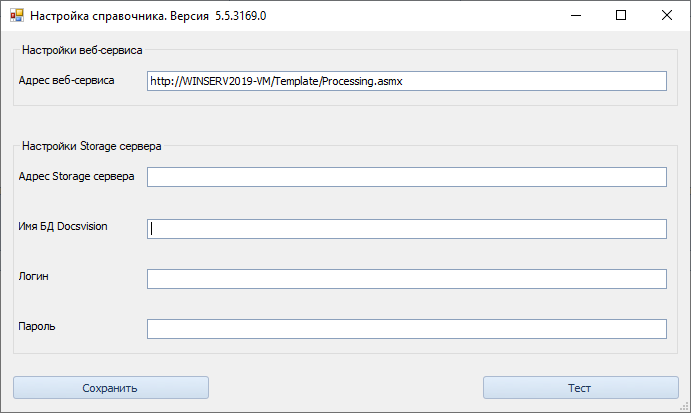 Настройка справочника. Версия 5.5.3169.0
Настройки веб-сервиса
Адрес веб-сервиса
http://WINSERV2019-VM/Template/Processing.asmx
Настройки Storage сервера
Адрес Storage сервера
Имя БД Docsvision
Логин
Пароль
Сохранить
Тест